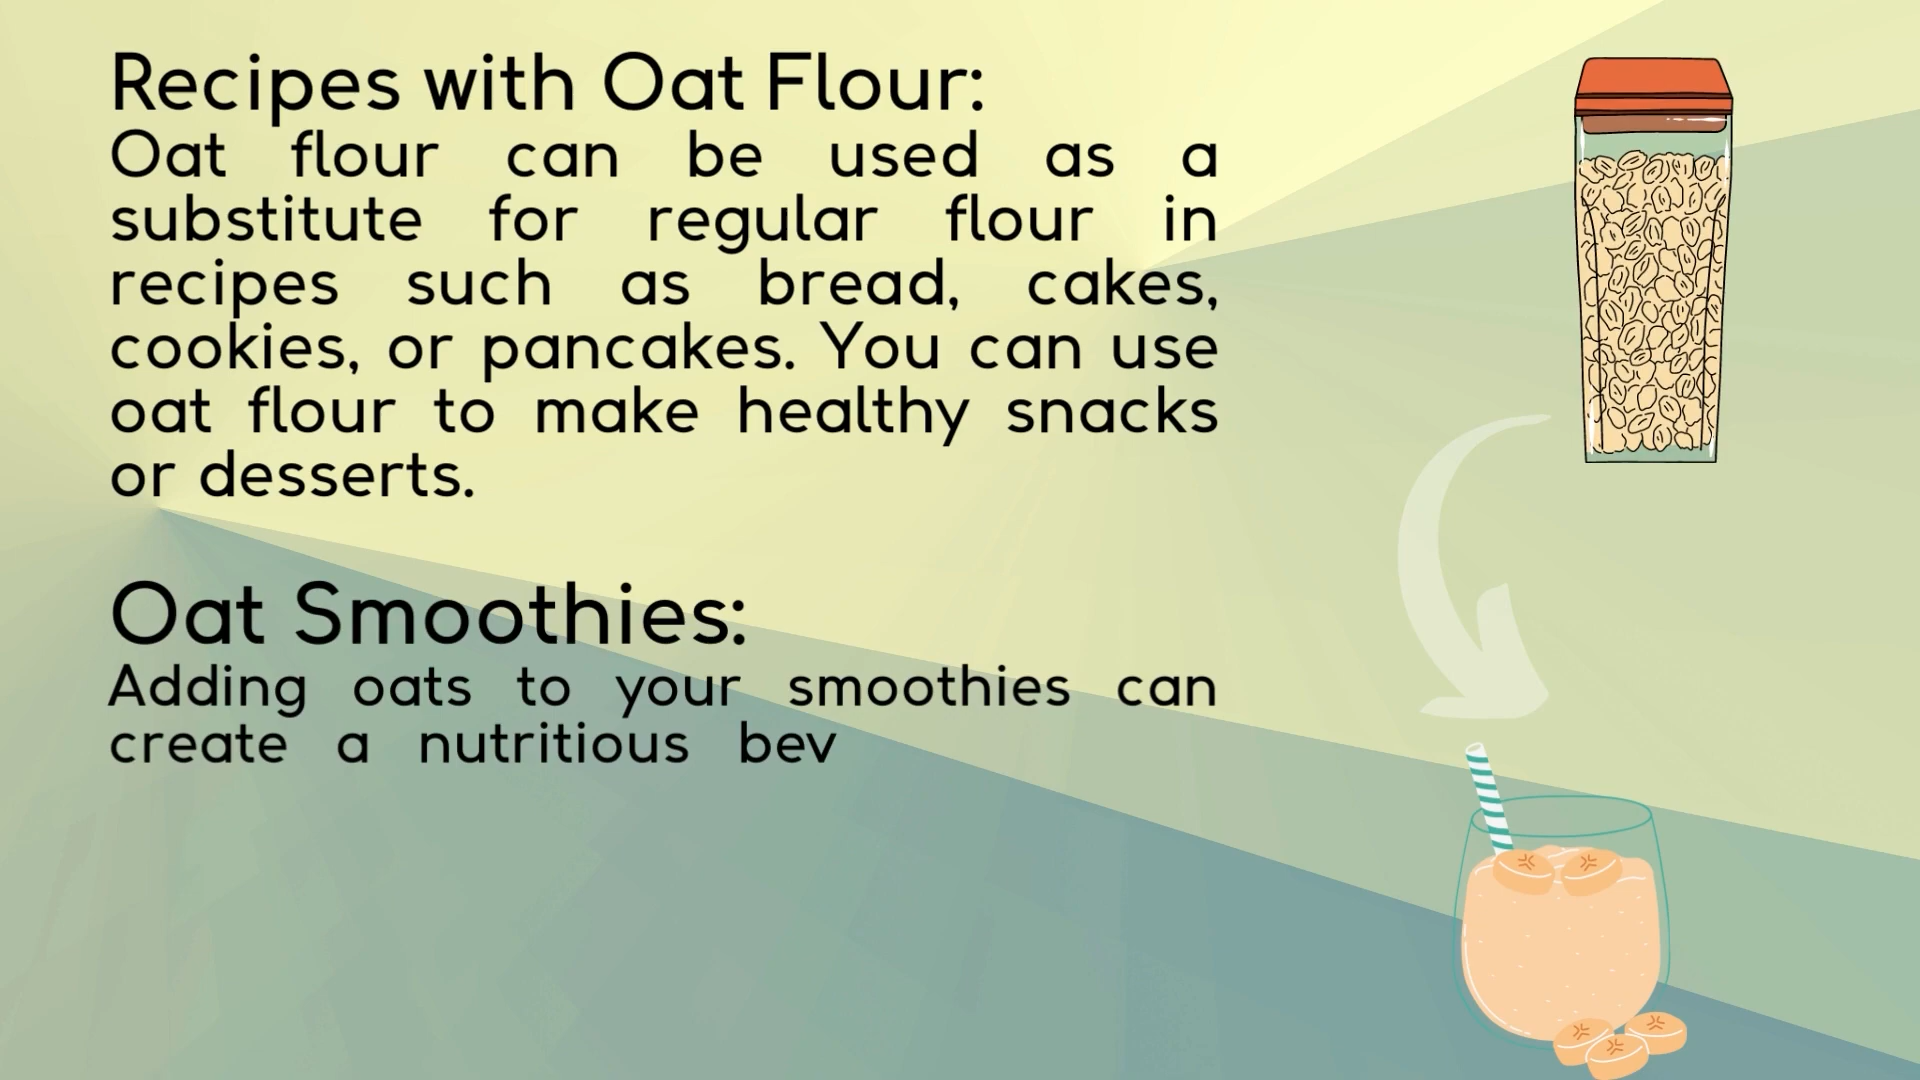 Recipes with Oat Flour:
Oat flour can be used as a
substitute for regular flour in
recipes such as bread, cakes,
cookies, or pancakes. You can use
oat flour to make healthy snacks
or desserts.
Oat Smoothies:
Adding oats to your smoothies can
create a nutritious bev